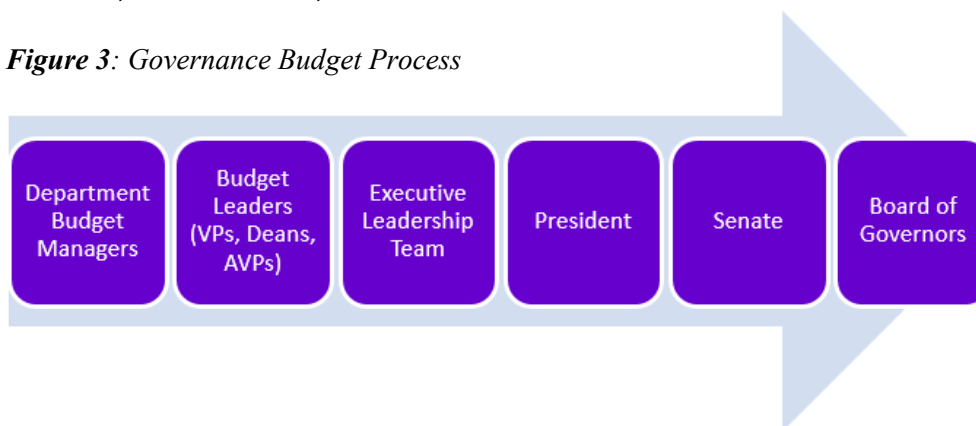 Figure 3: Governance Budget Process
Department
Budget
Managers
Budget
Leaders
(VPs, Deans,
AVPs)
Executive
Leadership
Team
President
Senate
Board of
Governors